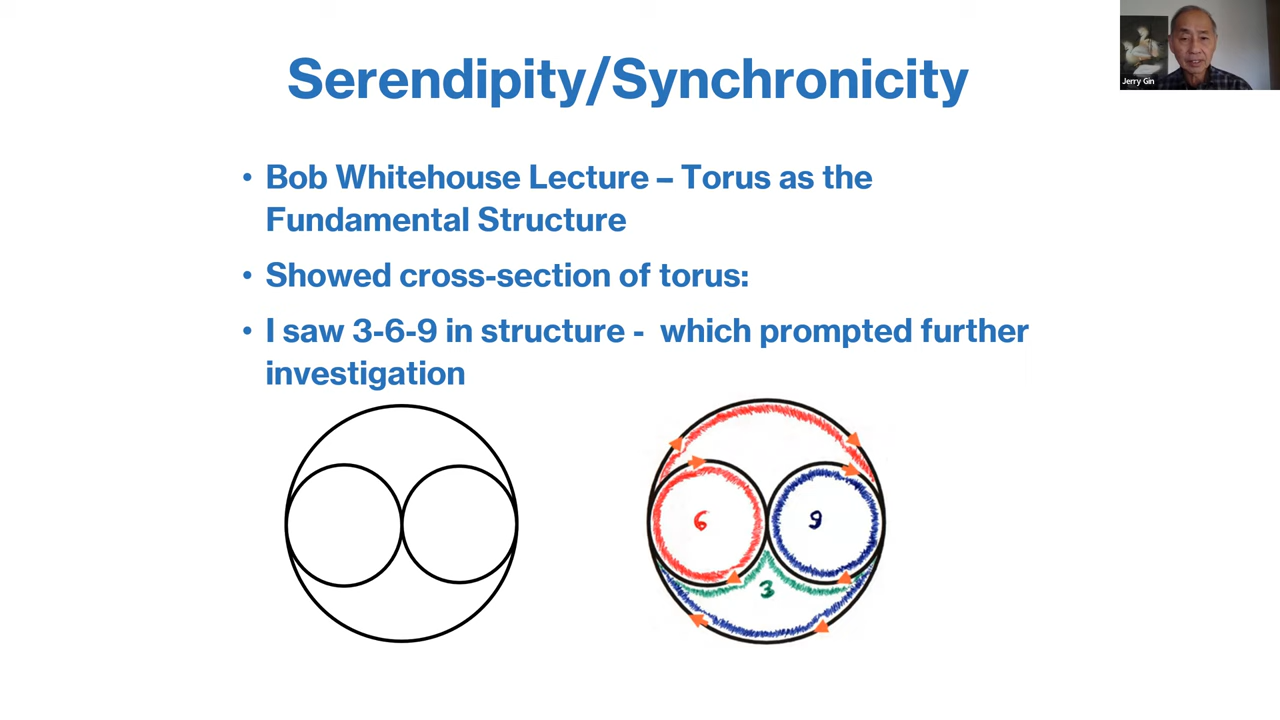 Serendipity/Synchronicity
Jerry Gin
• Bob Whitehouse Lecture – Torus as the
Fundamental Structure
• Showed cross-section of torus:
• I saw 3-6-9 in structure - which prompted further
investigation
6
9
3